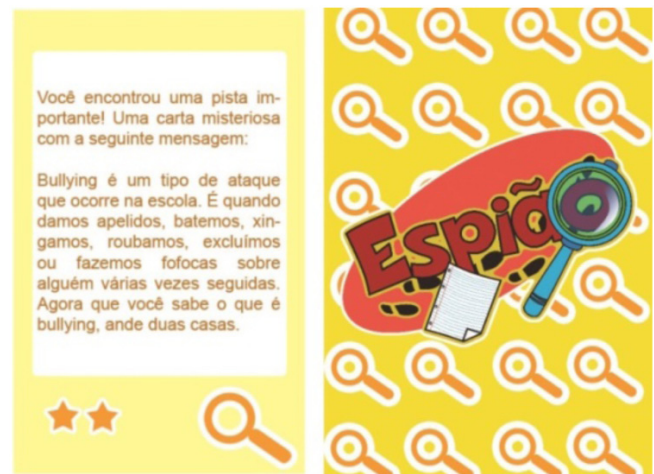 Você encontrou uma pista im-
portante! Uma carta misteriosa
com a seguinte mensagem:
Bullying é um tipo de ataque
que ocorre na escola. É quando
damos apelidos, batemos, xin-
gamos, roubamos, excluímos
ou fazemos fofocas sobre
alguém várias vezes seguidas.
Agora que você sabe o que é
bullying, ande duas casas.
Espião